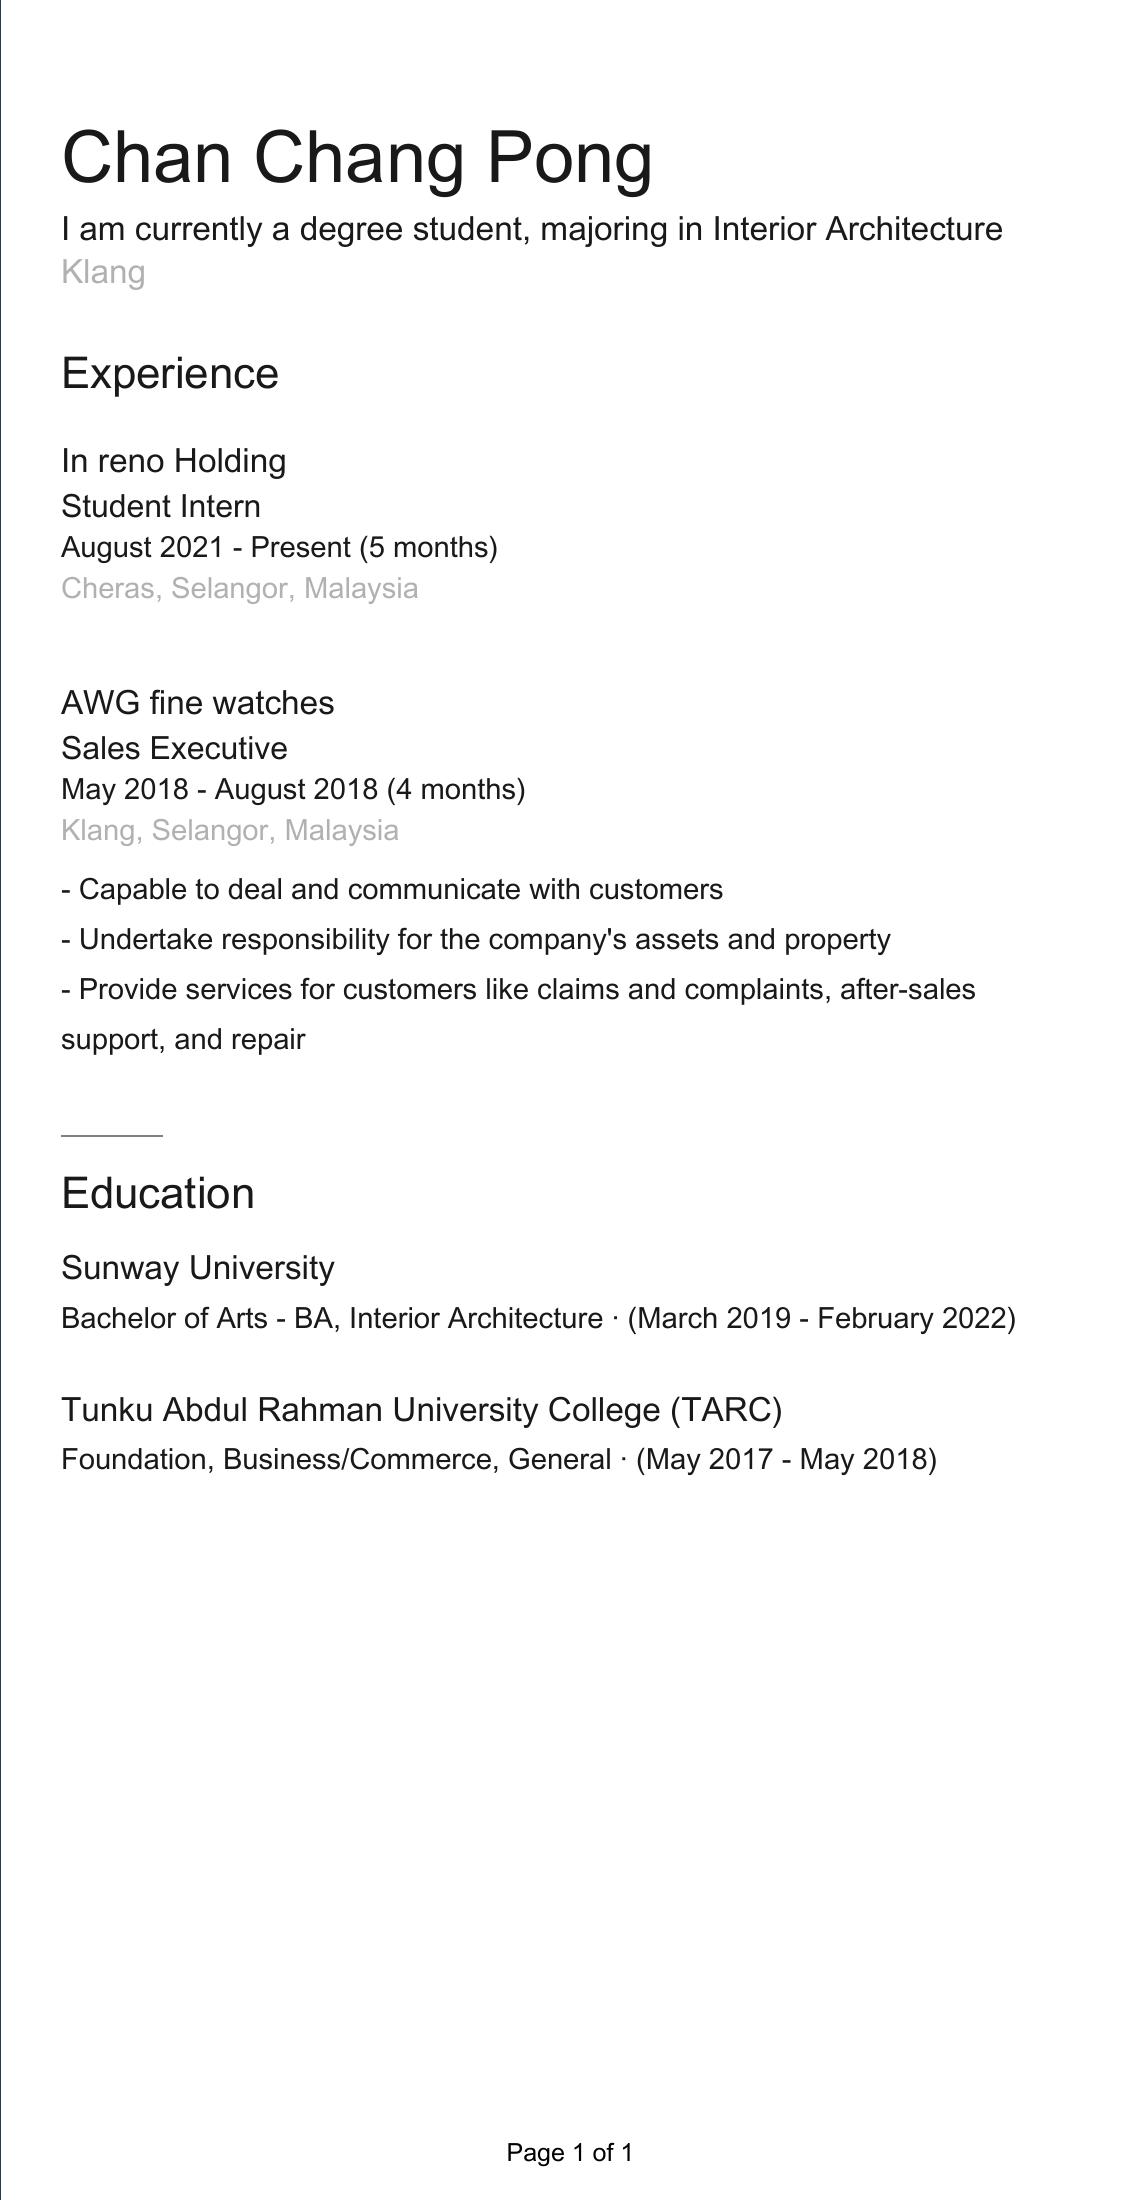 Chan Chang Pong
I am currently a degree student, majoring in Interior Architecture
Klang
Experience
In reno Holding
Student Intern
August 2021 - Present (5 months)
Cheras, Selangor, Malaysia
AWG fine watches
Sales Executive
May 2018 - August 2018 (4 months)
Klang, Selangor, Malaysia
- Capable to deal and communicate with customers
- Undertake responsibility for the company's assets and property
- Provide services for customers like claims and complaints, after-sales
support, and repair
Education
Sunway University
Bachelor of Arts - BA, Interior Architecture · (March 2019 - February 2022)
Tunku Abdul Rahman University College (TARC)
Foundation, Business/Commerce, General · (May 2017 - May 2018)
Page 1 of 1